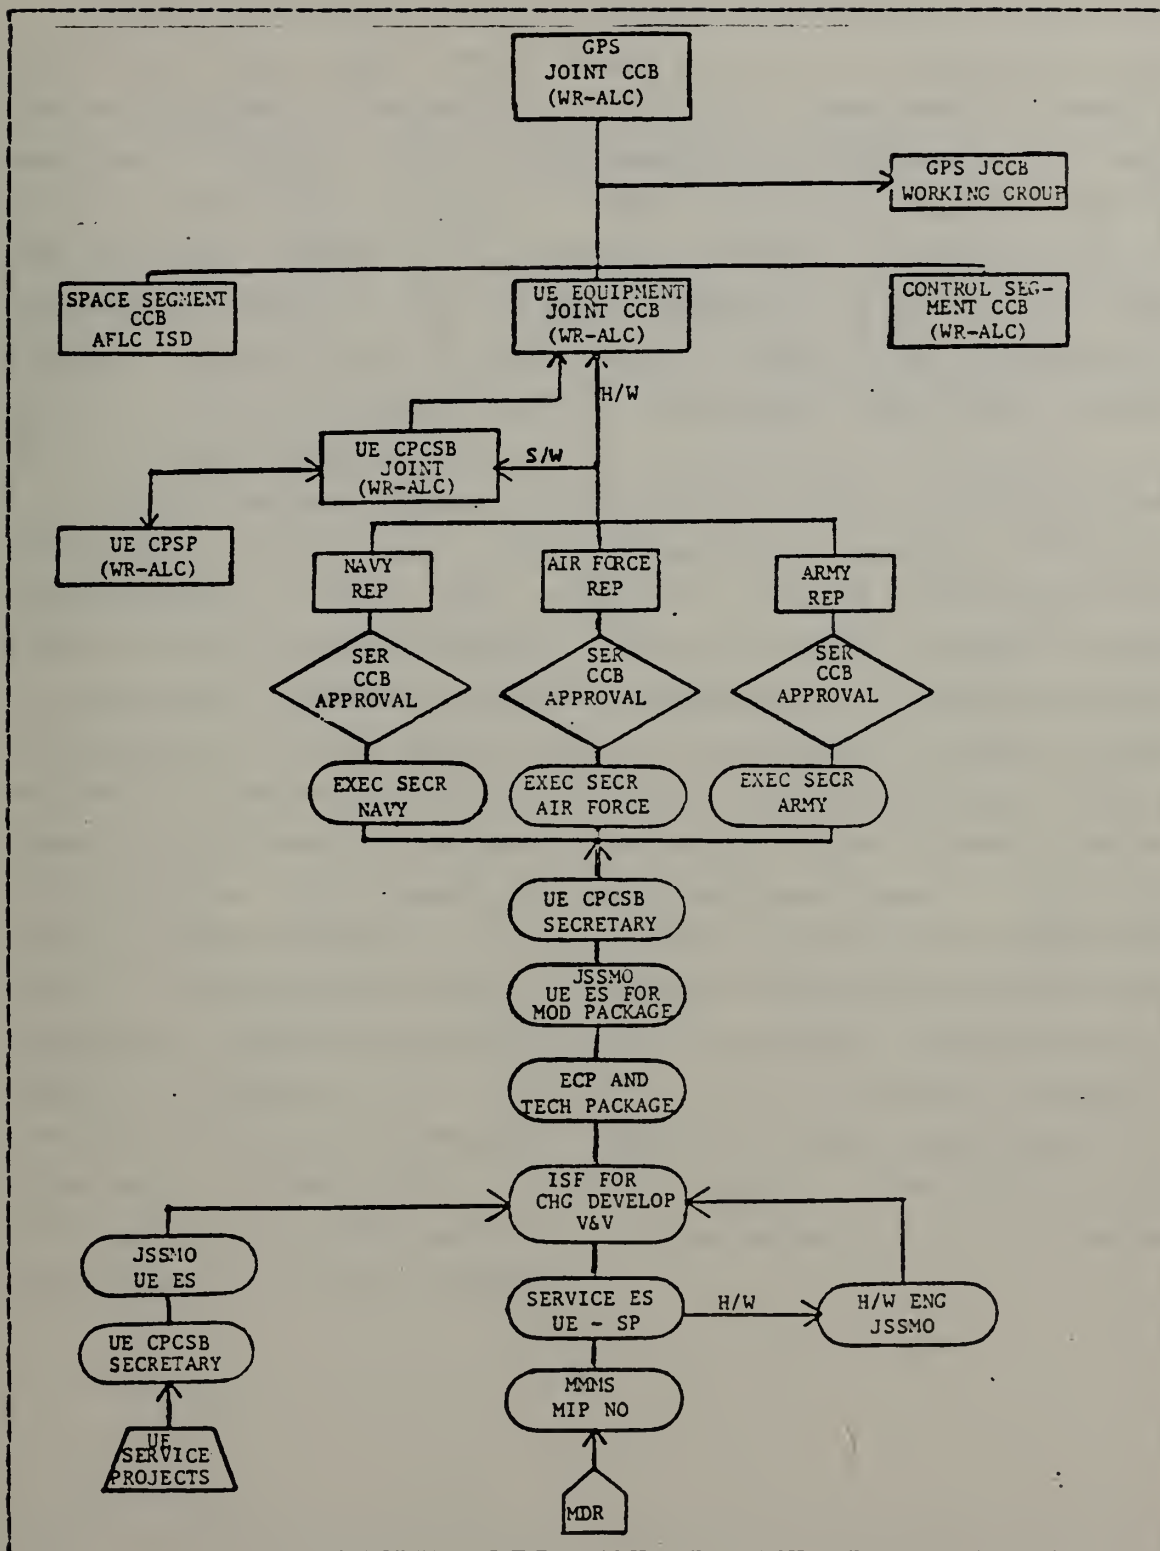 GPS
JOINT CCB
(WR-ALC)
GPS JCCB
WORKING GROUP
SPACE SEGMENT
CCB
AFLC ISD
UE EQUIPMENT
JOINT CCB
(WR-ALC)
CONTROL SEG-
MENT CCB
(WR-ALC)
H/W
UE CPCSB
JOINT
(WR-ALC)
S/W
UE CPSP
(WR-ALC)
NAVY
REP
AIR FORCE
REP
ARMY
REP
SER
CCB
APPROVAL
SER
CCB
APPROVAL
SER
CCB
APPROVAL
EXEC SECR
NAVY
EXEC SECR
AIR FORCE
EXEC SECR
ARMY
UE CPCSB
SECRETARY
JSSMO
UE ES FOR
MOD PACKAGE
ECP AND
TECH PACKAGE
ISF FOR
CHG DEVELOP
V&V
JSSMO
UE ES
SERVICE ES
UE - SP
H/W
H/W ENG
JSSMO
UE CPCSB
SECRETARY
MMMS
MIP NO
UE
SERVICE
PROJECTS
MDR